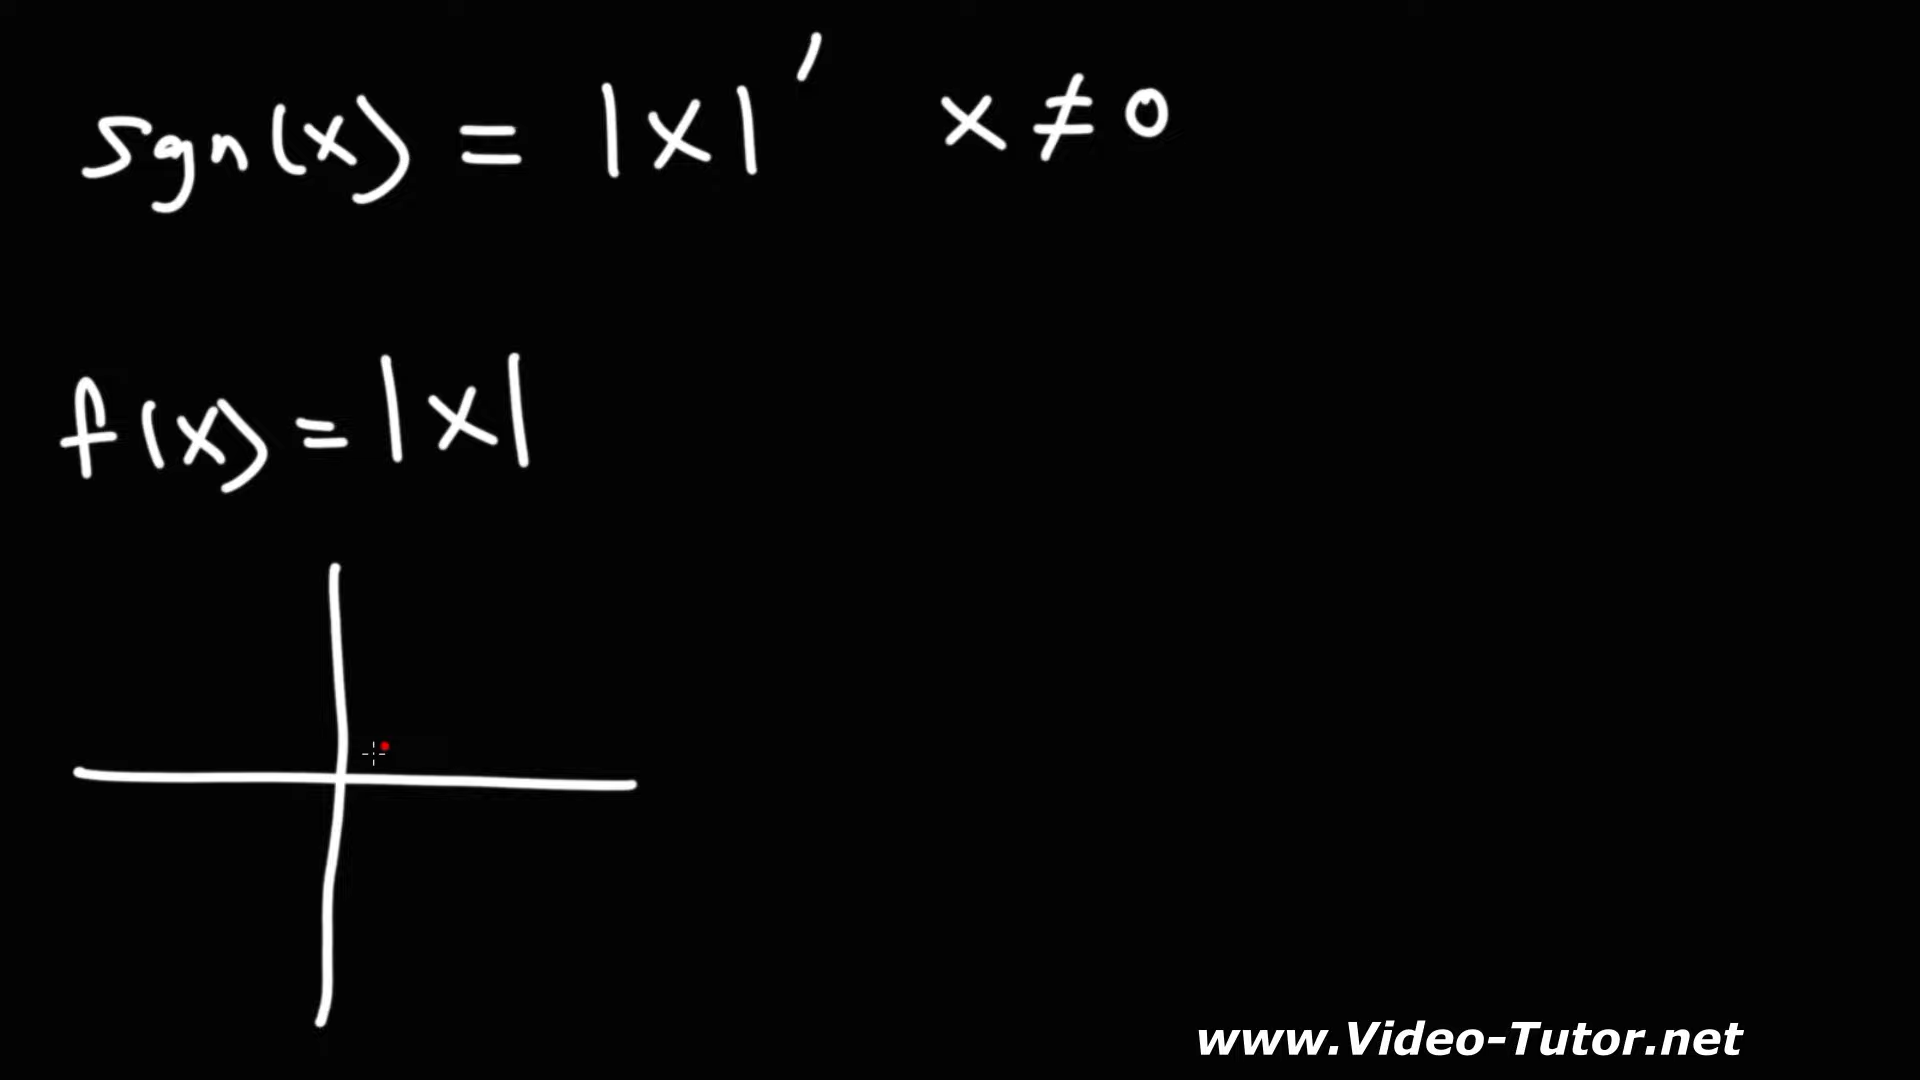 sgn(x) = |x|' x ≠ 0
f(x) = |x|
www.Video-Tutor.net